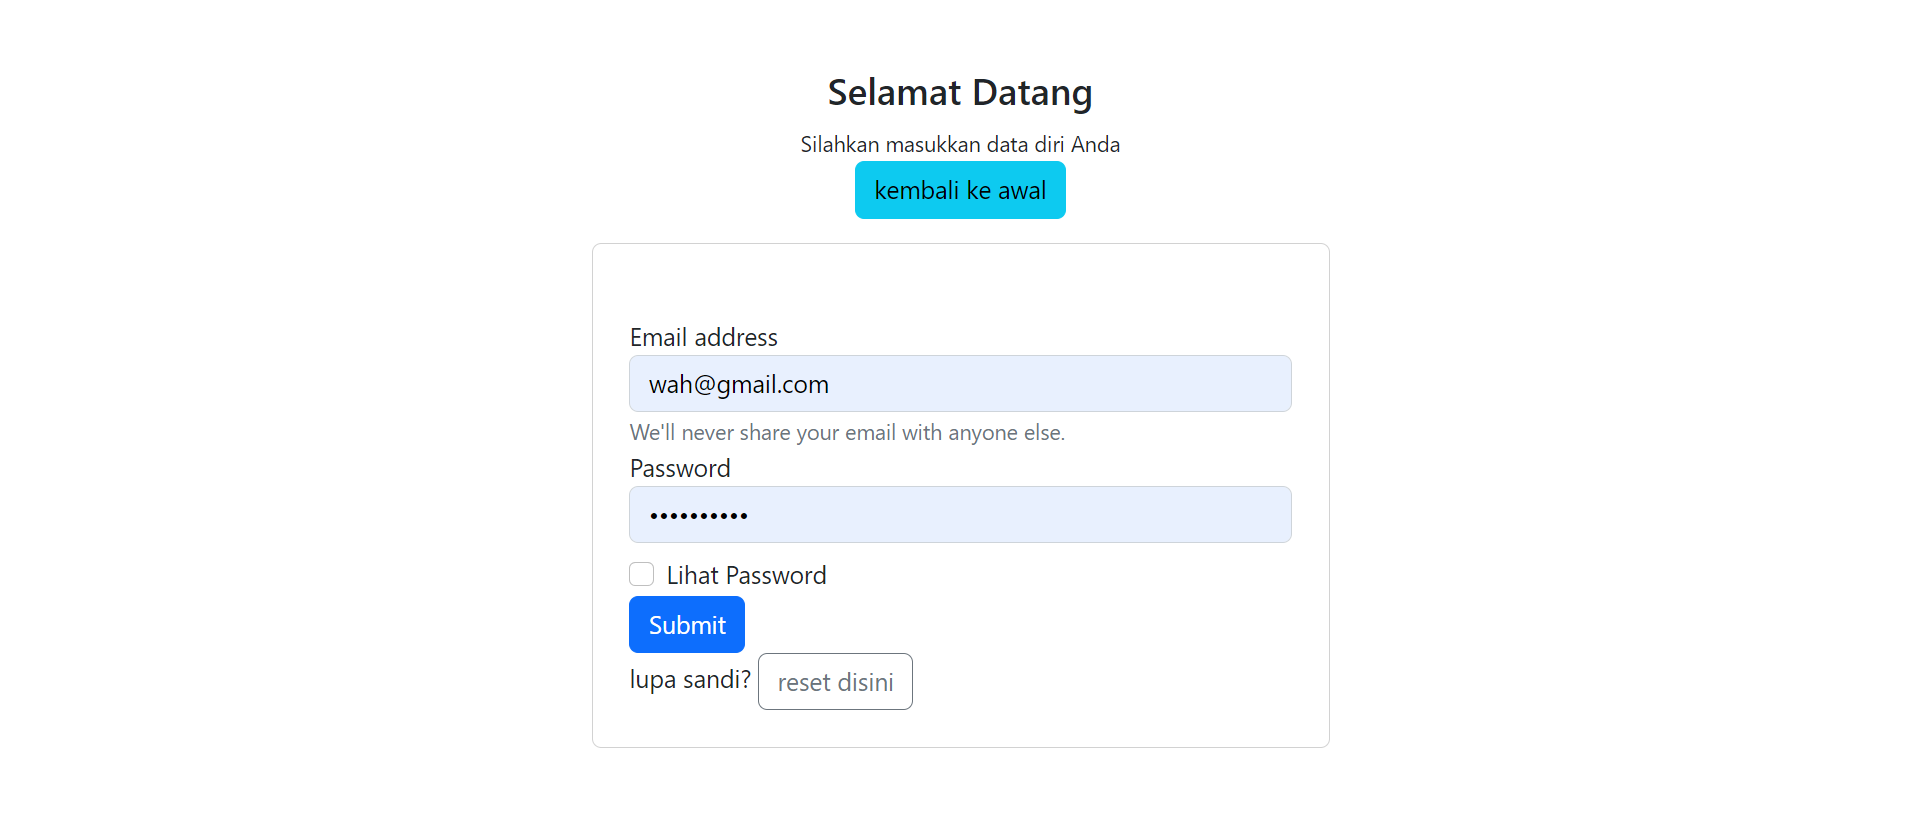 Selamat Datang
Silahkan masukkan data diri Anda
kembali ke awal
Email address
wah@gmail.com
We'll never share your email with anyone else.
Password
••••••••••
Lihat Password
Submit
lupa sandi? reset disini